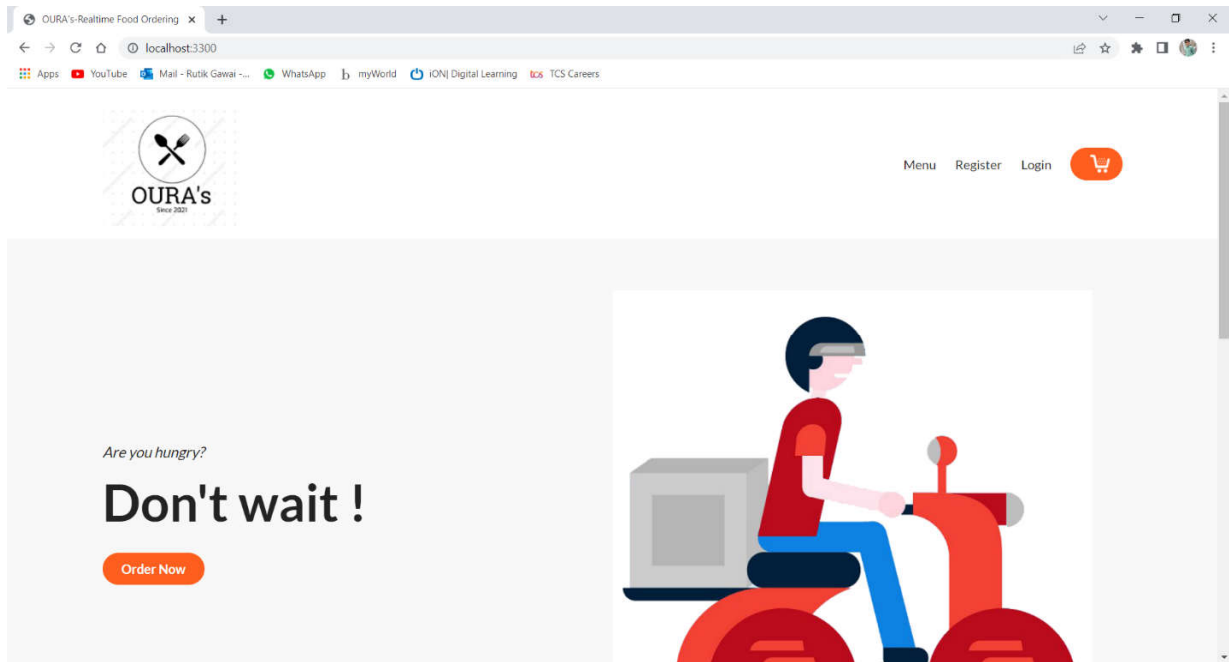 OURA's-Realtime Food Ordering
localhost:3300
Apps YouTube Mail - Rutik Gawai -... WhatsApp myWorld iON| Digital Learning TCS Careers
OURA's
Since 2021
Menu Register Login
Are you hungry?
Don't wait !
Order Now